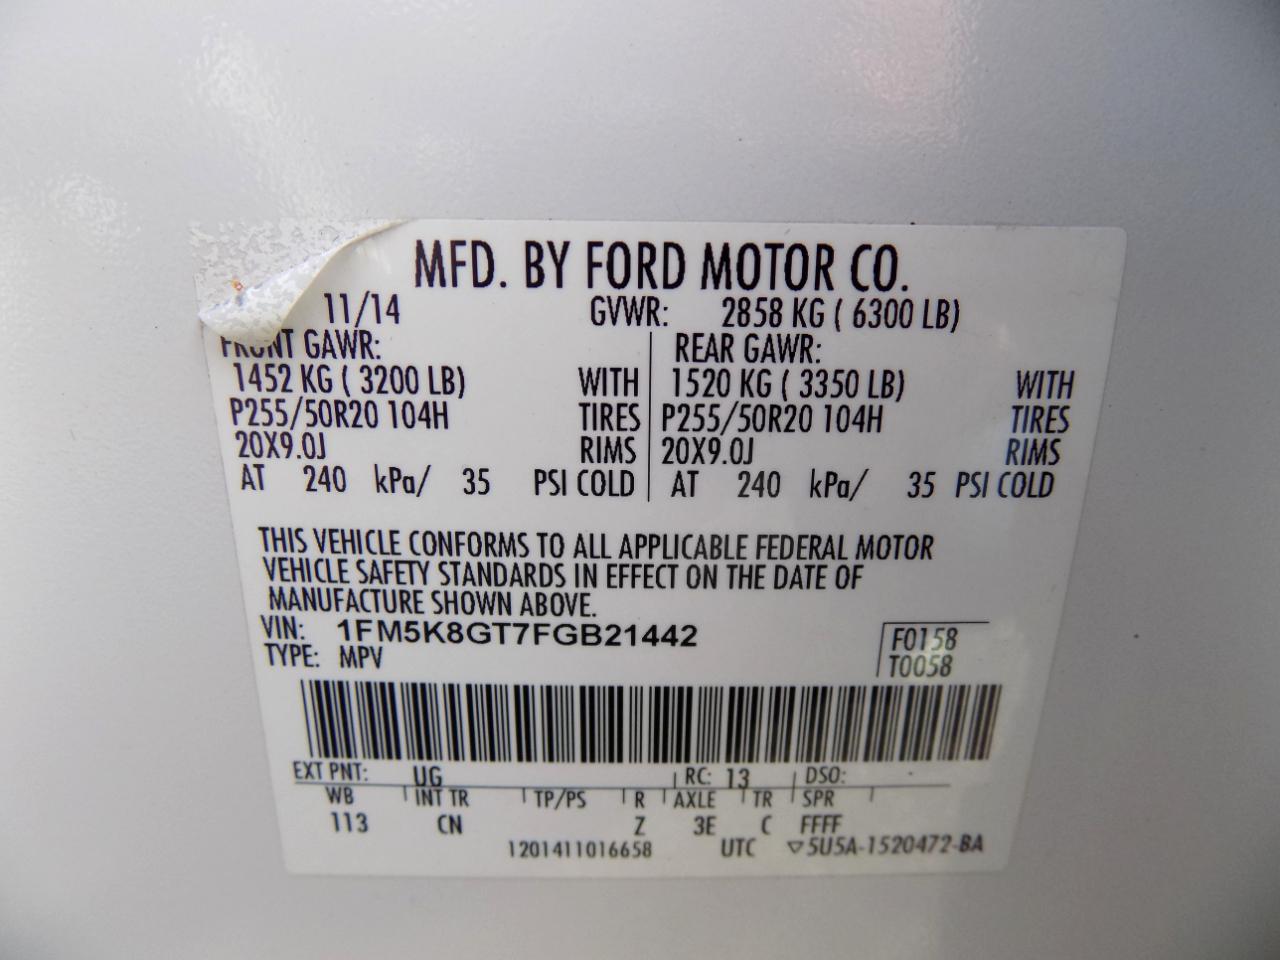 MFD. BY FORD MOTOR CO.
11/14 GVWR: 2858 KG ( 6300 LB)
FRONT GAWR: REAR GAWR:
1452 KG ( 3200 LB) WITH 1520 KG ( 3350 LB) WITH
P255/50R20 104H TIRES P255/50R20 104H TIRES
20X9.0J RIMS 20X9.0J RIMS
AT 240 kPa/ 35 PSI COLD AT 240 kPa/ 35 PSI COLD
THIS VEHICLE CONFORMS TO ALL APPLICABLE FEDERAL MOTOR
VEHICLE SAFETY STANDARDS IN EFFECT ON THE DATE OF
MANUFACTURE SHOWN ABOVE.
VIN: 1FM5K8GT7FGB21442 F0158
TYPE: MPV T0058
EXT PNT: UG RC: 13 DSO:
WB INT TR TP/PS R AXLE TR SPR
113 CN Z 3E C FFFF
1201411016658 UTC ▽5U5A-1520472-BA